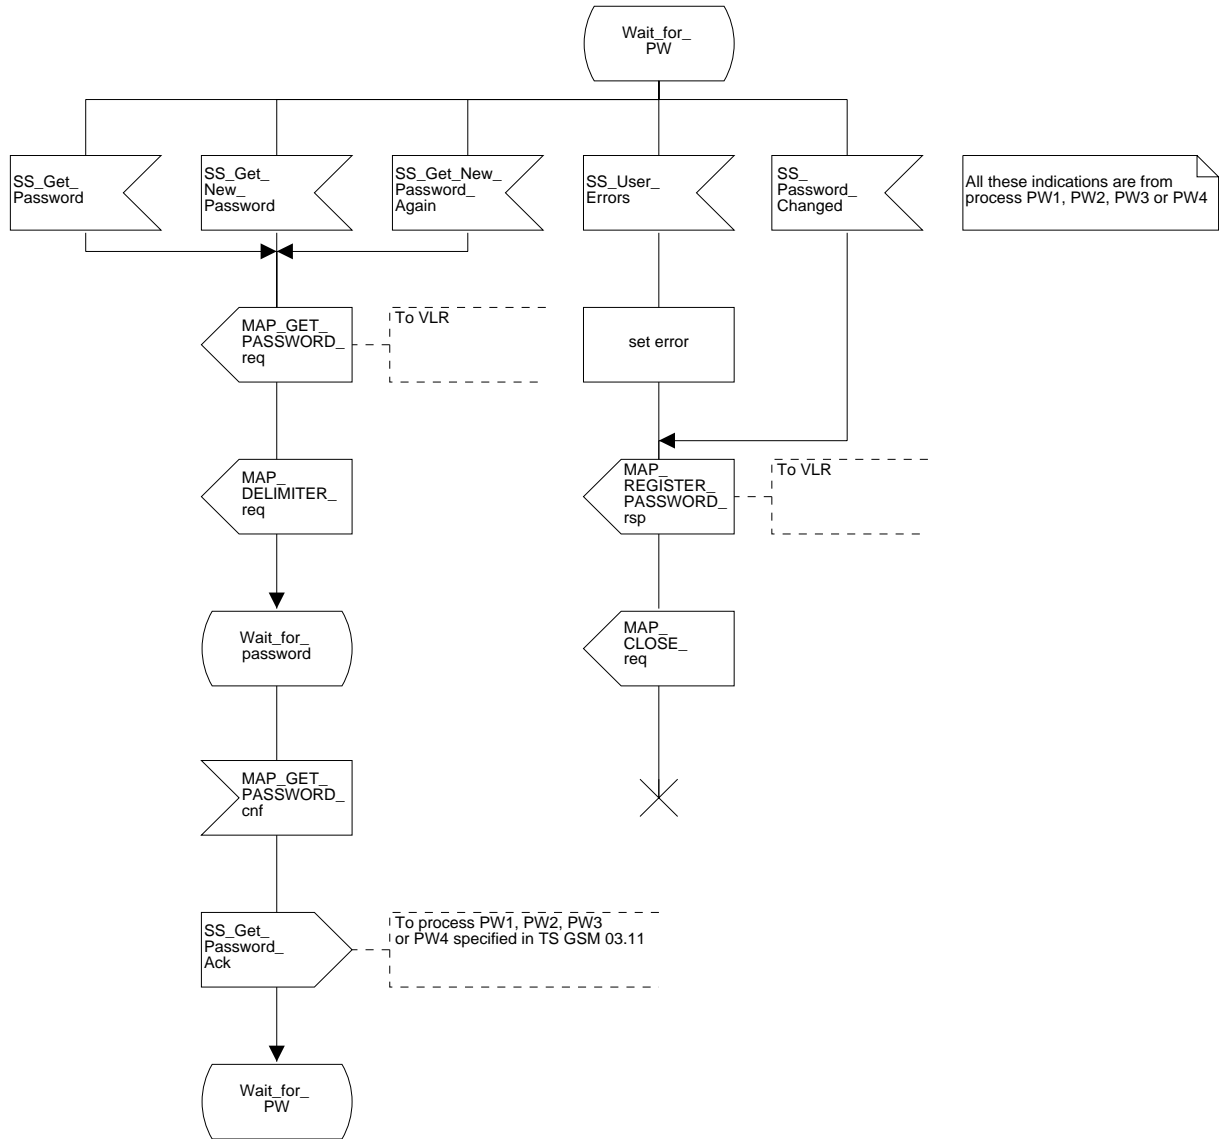 Wait_for_
PW
SS_Get_
Password
SS_Get_
New_
Password
SS_Get_New_
Password_
Again
SS_User_
Errors
SS_
Password_
Changed
All these indications are from
process PW1, PW2, PW3 or PW4
MAP_GET_
PASSWORD_
req
To VLR
set error
MAP_
DELIMITER_
req
MAP_
REGISTER_
PASSWORD_
rsp
To VLR
Wait_for_
password
MAP_
CLOSE_
req
MAP_GET_
PASSWORD_
cnf
SS_Get_
Password_
Ack
To process PW1, PW2, PW3
or PW4 specified in TS GSM 03.11
Wait_for_
PW